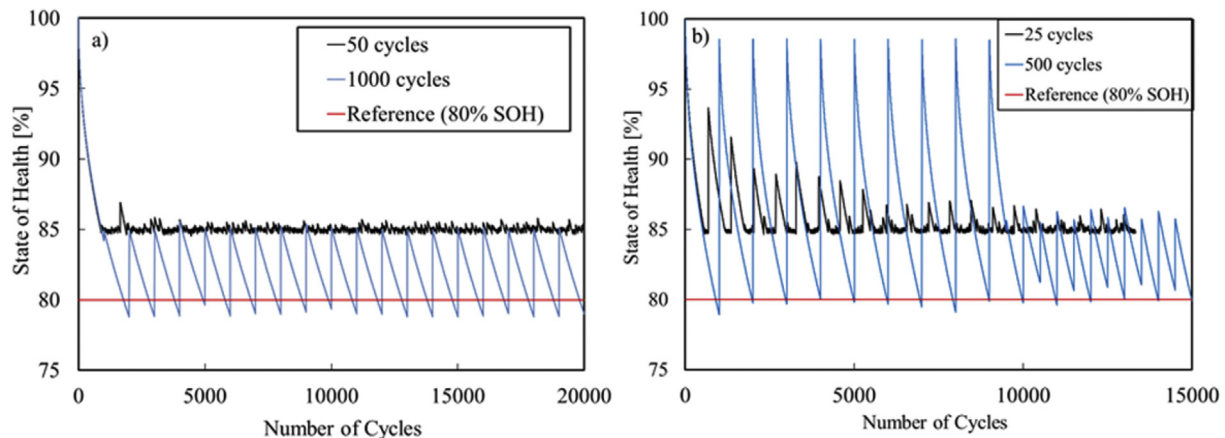 a)
50 cycles
1000 cycles
Reference (80% SOH)
State of Health [%]
100
95
90
85
80
75
0 5000 10000 15000 20000
Number of Cycles
b)
25 cycles
500 cycles
Reference (80% SOH)
State of Health [%]
100
95
90
85
80
75
0 5000 10000 15000
Number of Cycles